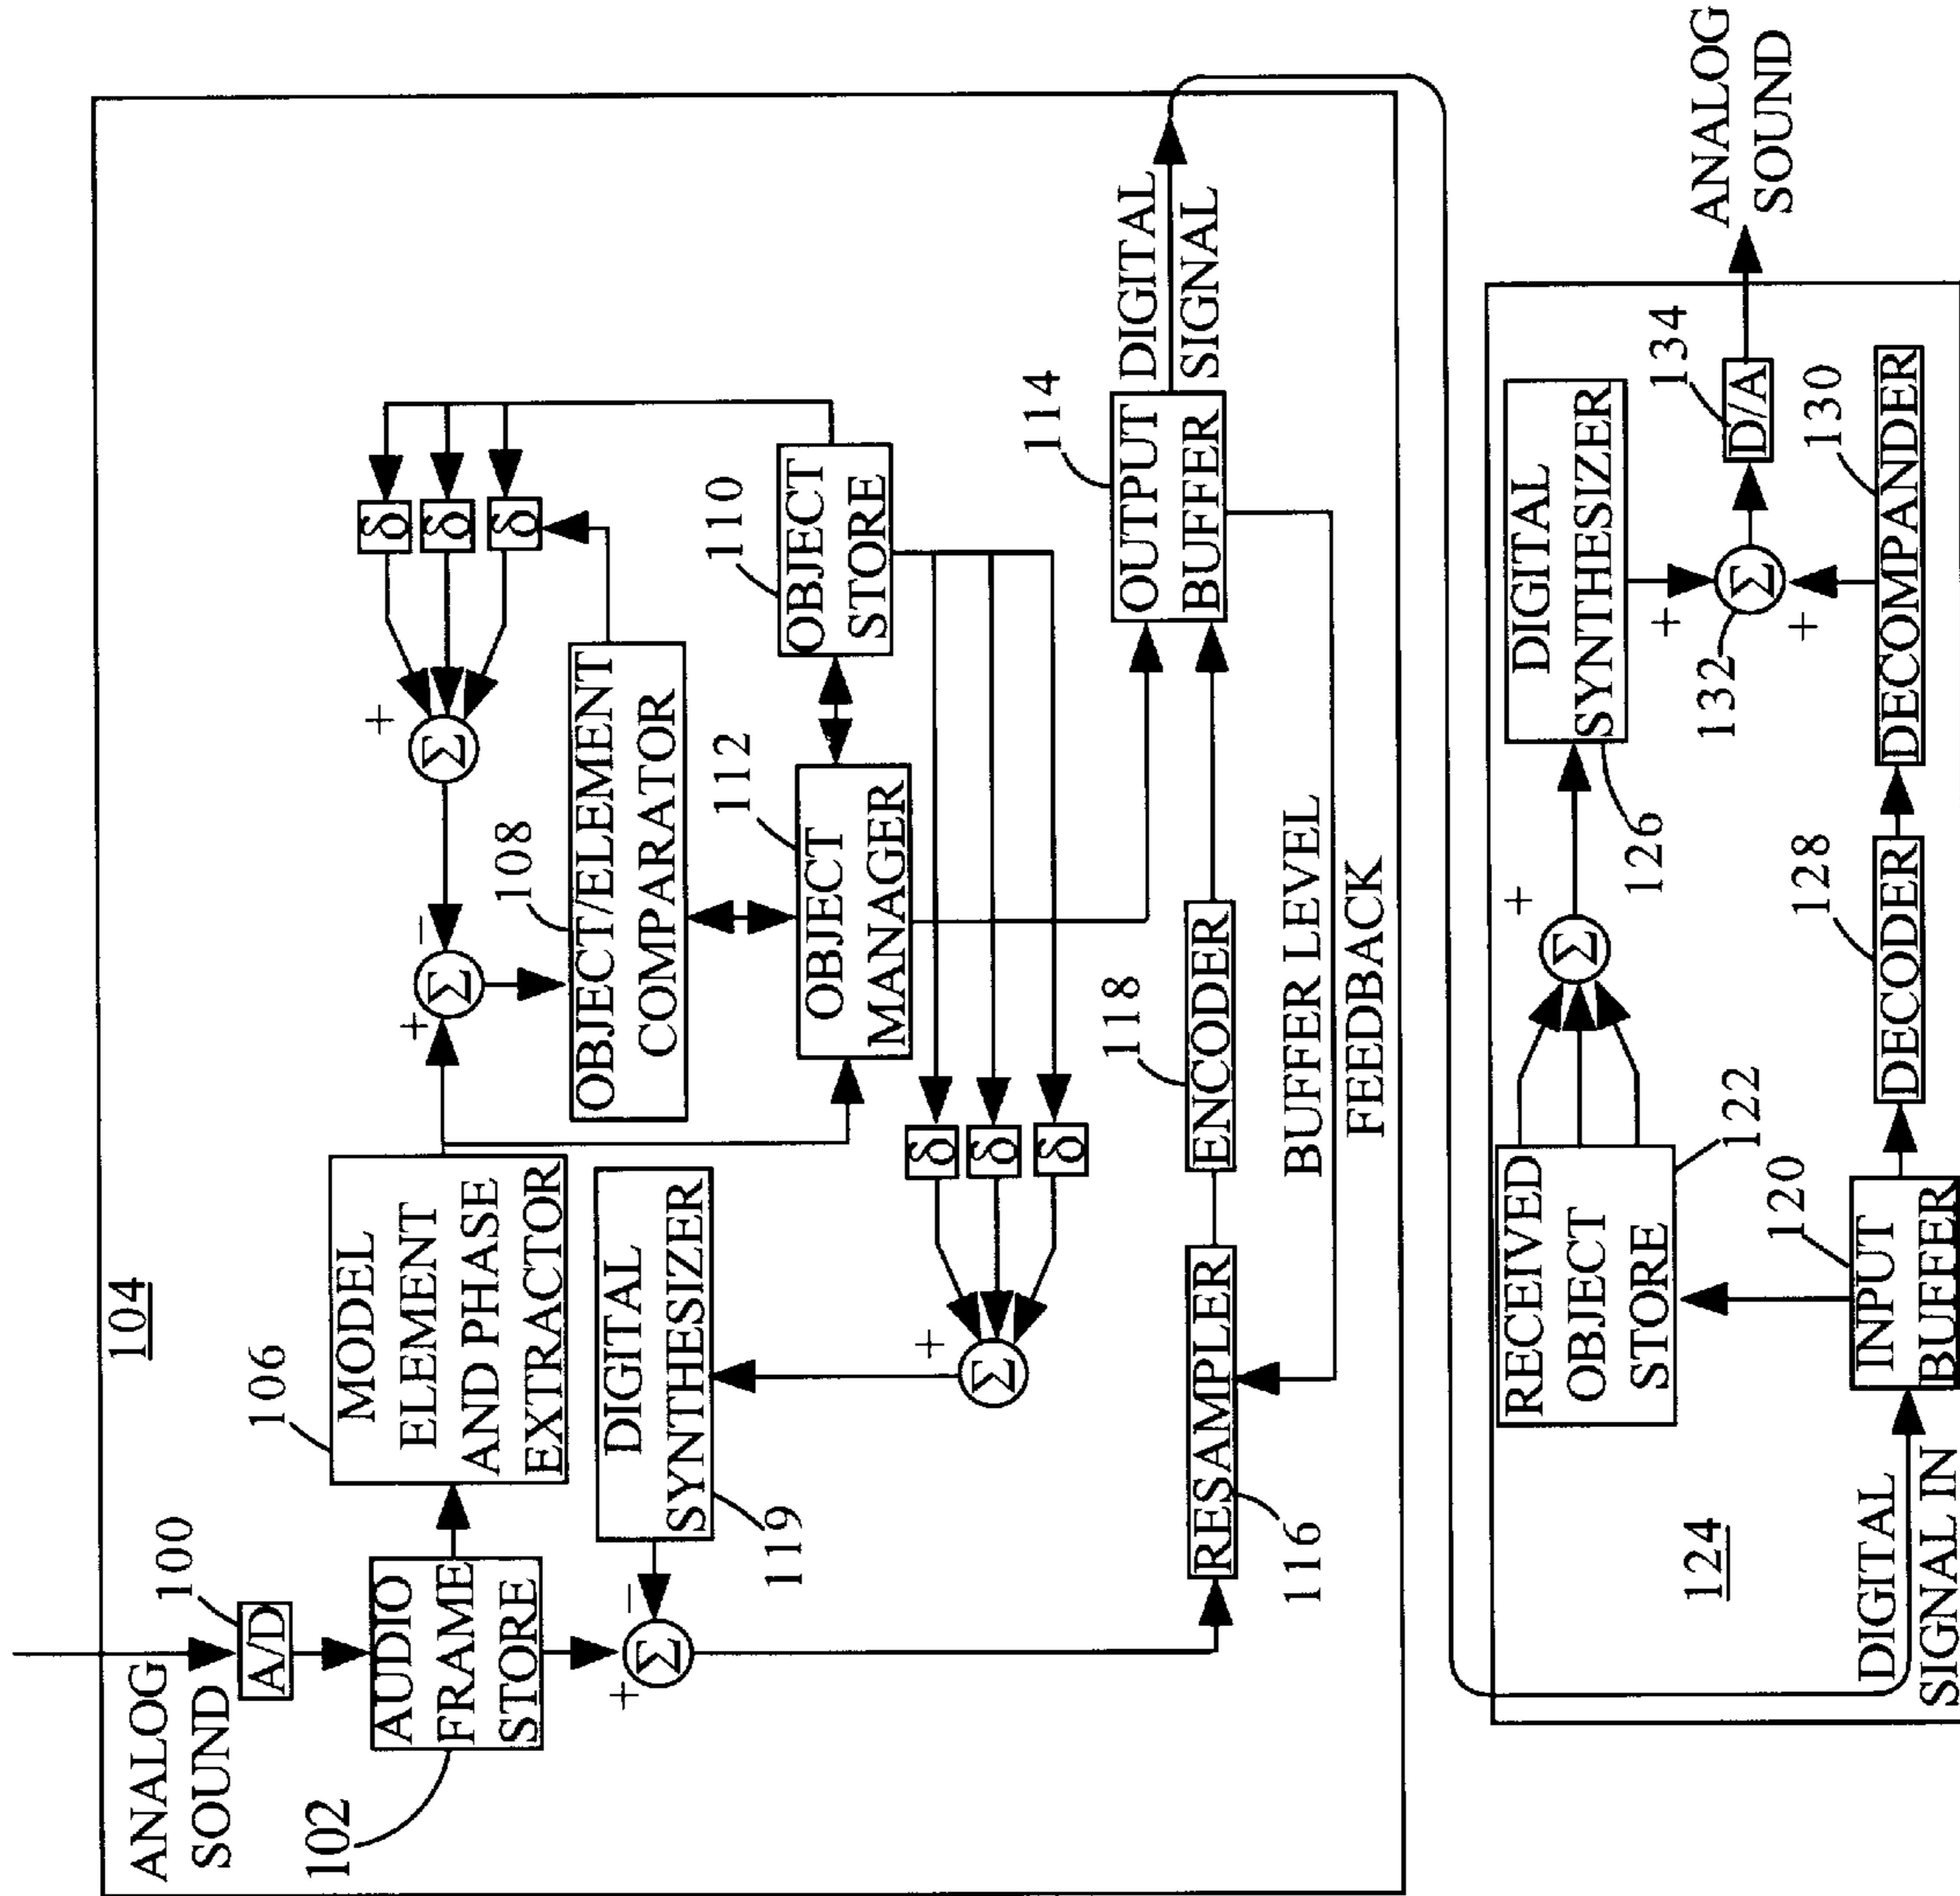 ANALOG
SOUND
100
A/D
102
AUDIO
FRAME
STORE
104
106
MODEL
ELEMENT
AND PHASE
EXTRACTOR
+
Σ
−
+
Σ
−
Σ
+
δ
δ
δ
108
OBJECT/ELEMENT
COMPARATOR
DIGITAL
SYNTHESIZER
119
112
OBJECT
MANAGER
110
OBJECT
STORE
δ
δ
δ
+
Σ
RESAMPLER
116
118
ENCODER
114
OUTPUT
BUFFER
DIGITAL
SIGNAL
BUFFER LEVEL
FEEDBACK
124
DIGITAL
SIGNAL IN
120
INPUT
BUFFER
RECEIVED
OBJECT
STORE
122
Σ
+
DIGITAL
SYNTHESIZER
126
128
DECODER
130
DECOMPANDER
132
+
Σ
+
134
D/A
ANALOG
SOUND